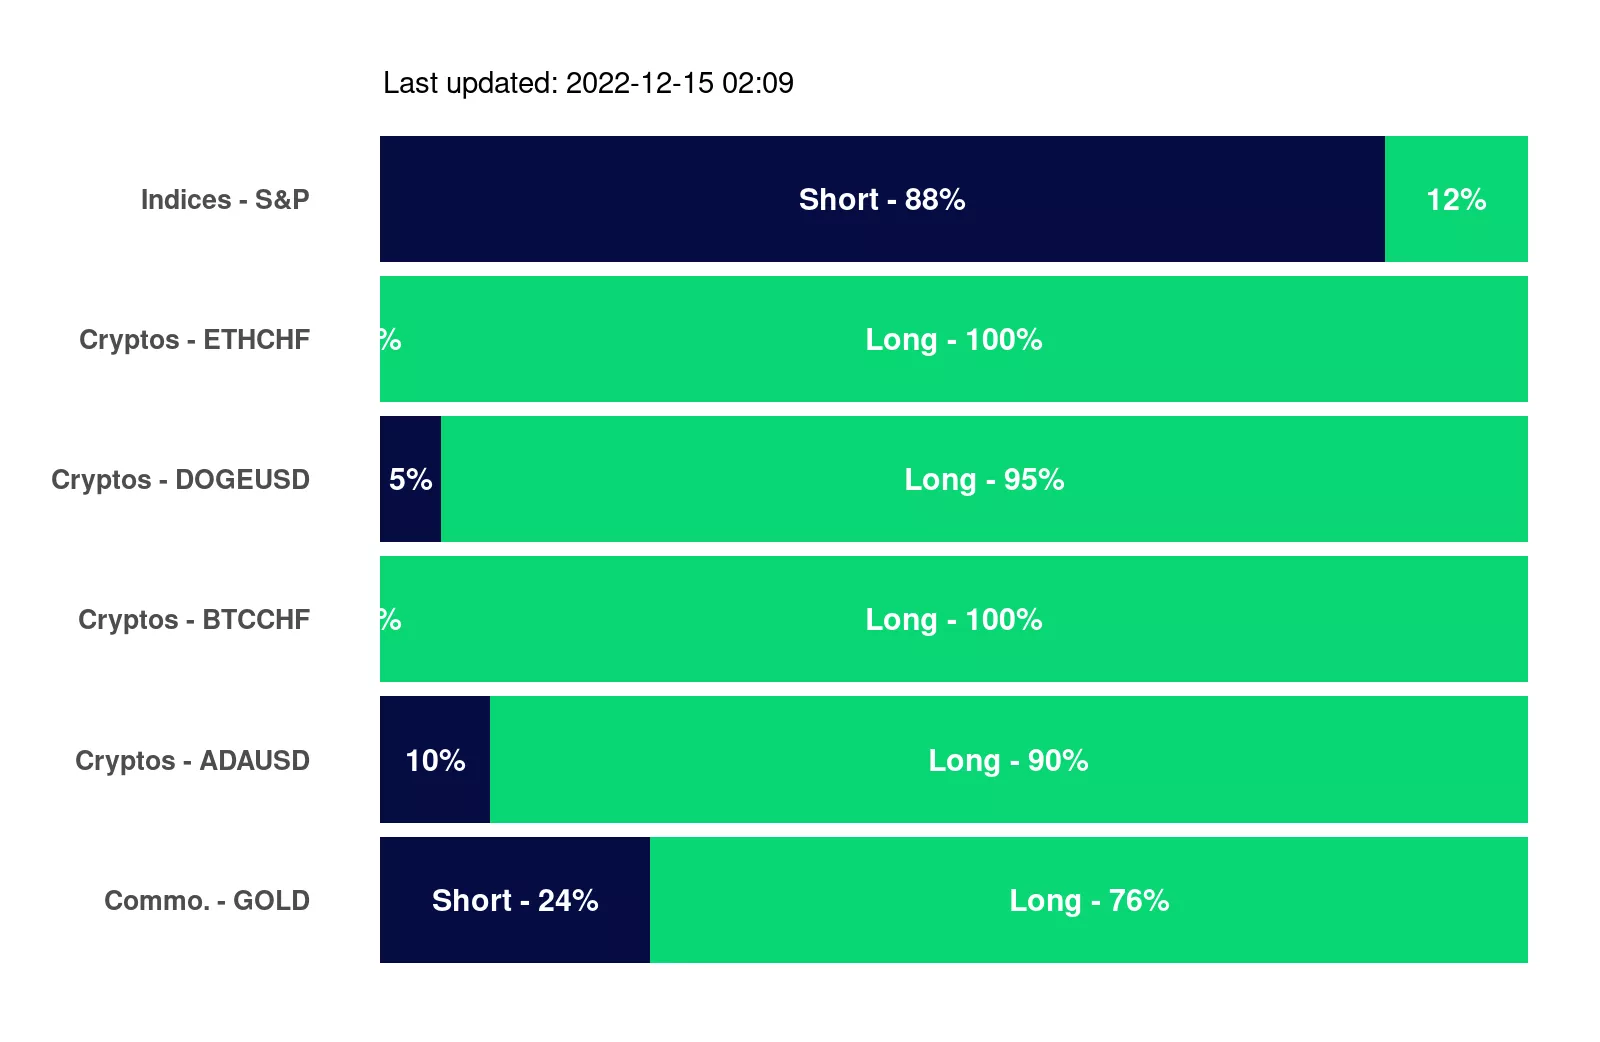 Last updated: 2022-12-15 02:09
Indices - S&P Short - 88% 12%
Cryptos - ETHCHF % Long - 100%
Cryptos - DOGEUSD 5% Long - 95%
Cryptos - BTCCHF % Long - 100%
Cryptos - ADAUSD 10% Long - 90%
Commo. - GOLD Short - 24% Long - 76%